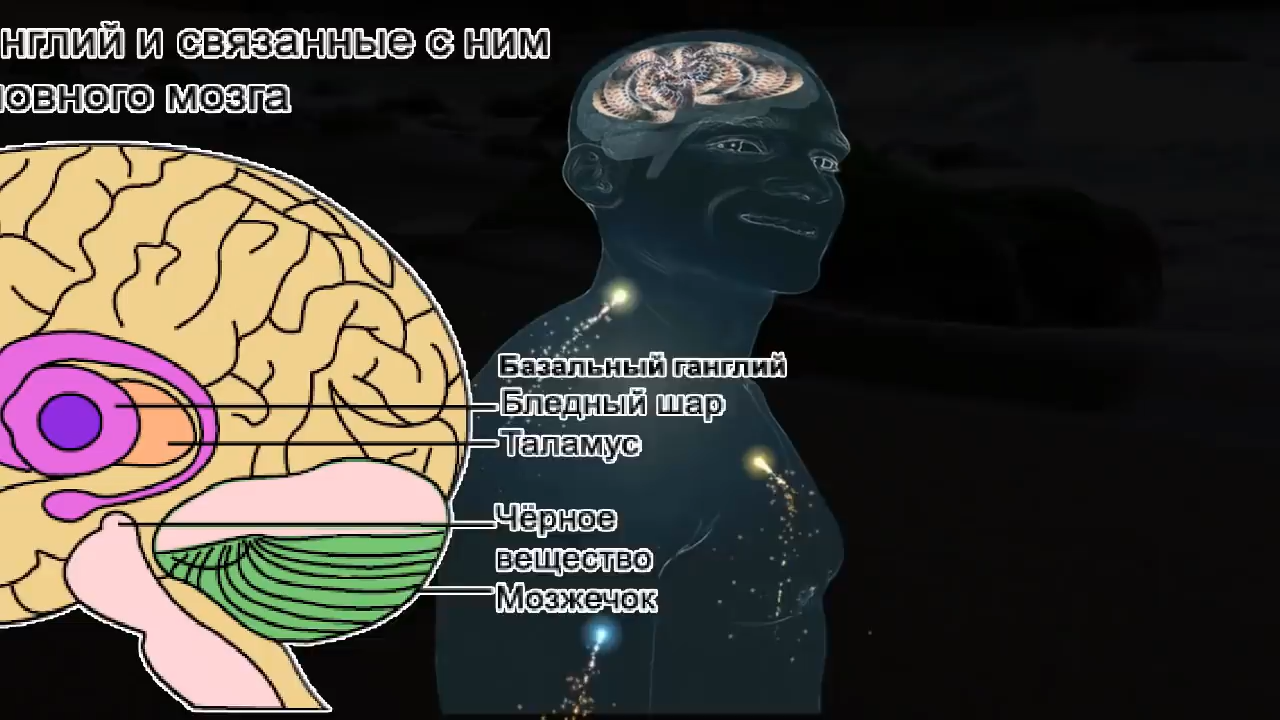 нглий и связанные с ним
ловного мозга
Базальный ганглий
Бледный шар
Таламус
Чёрное
вещество
Мозжечок